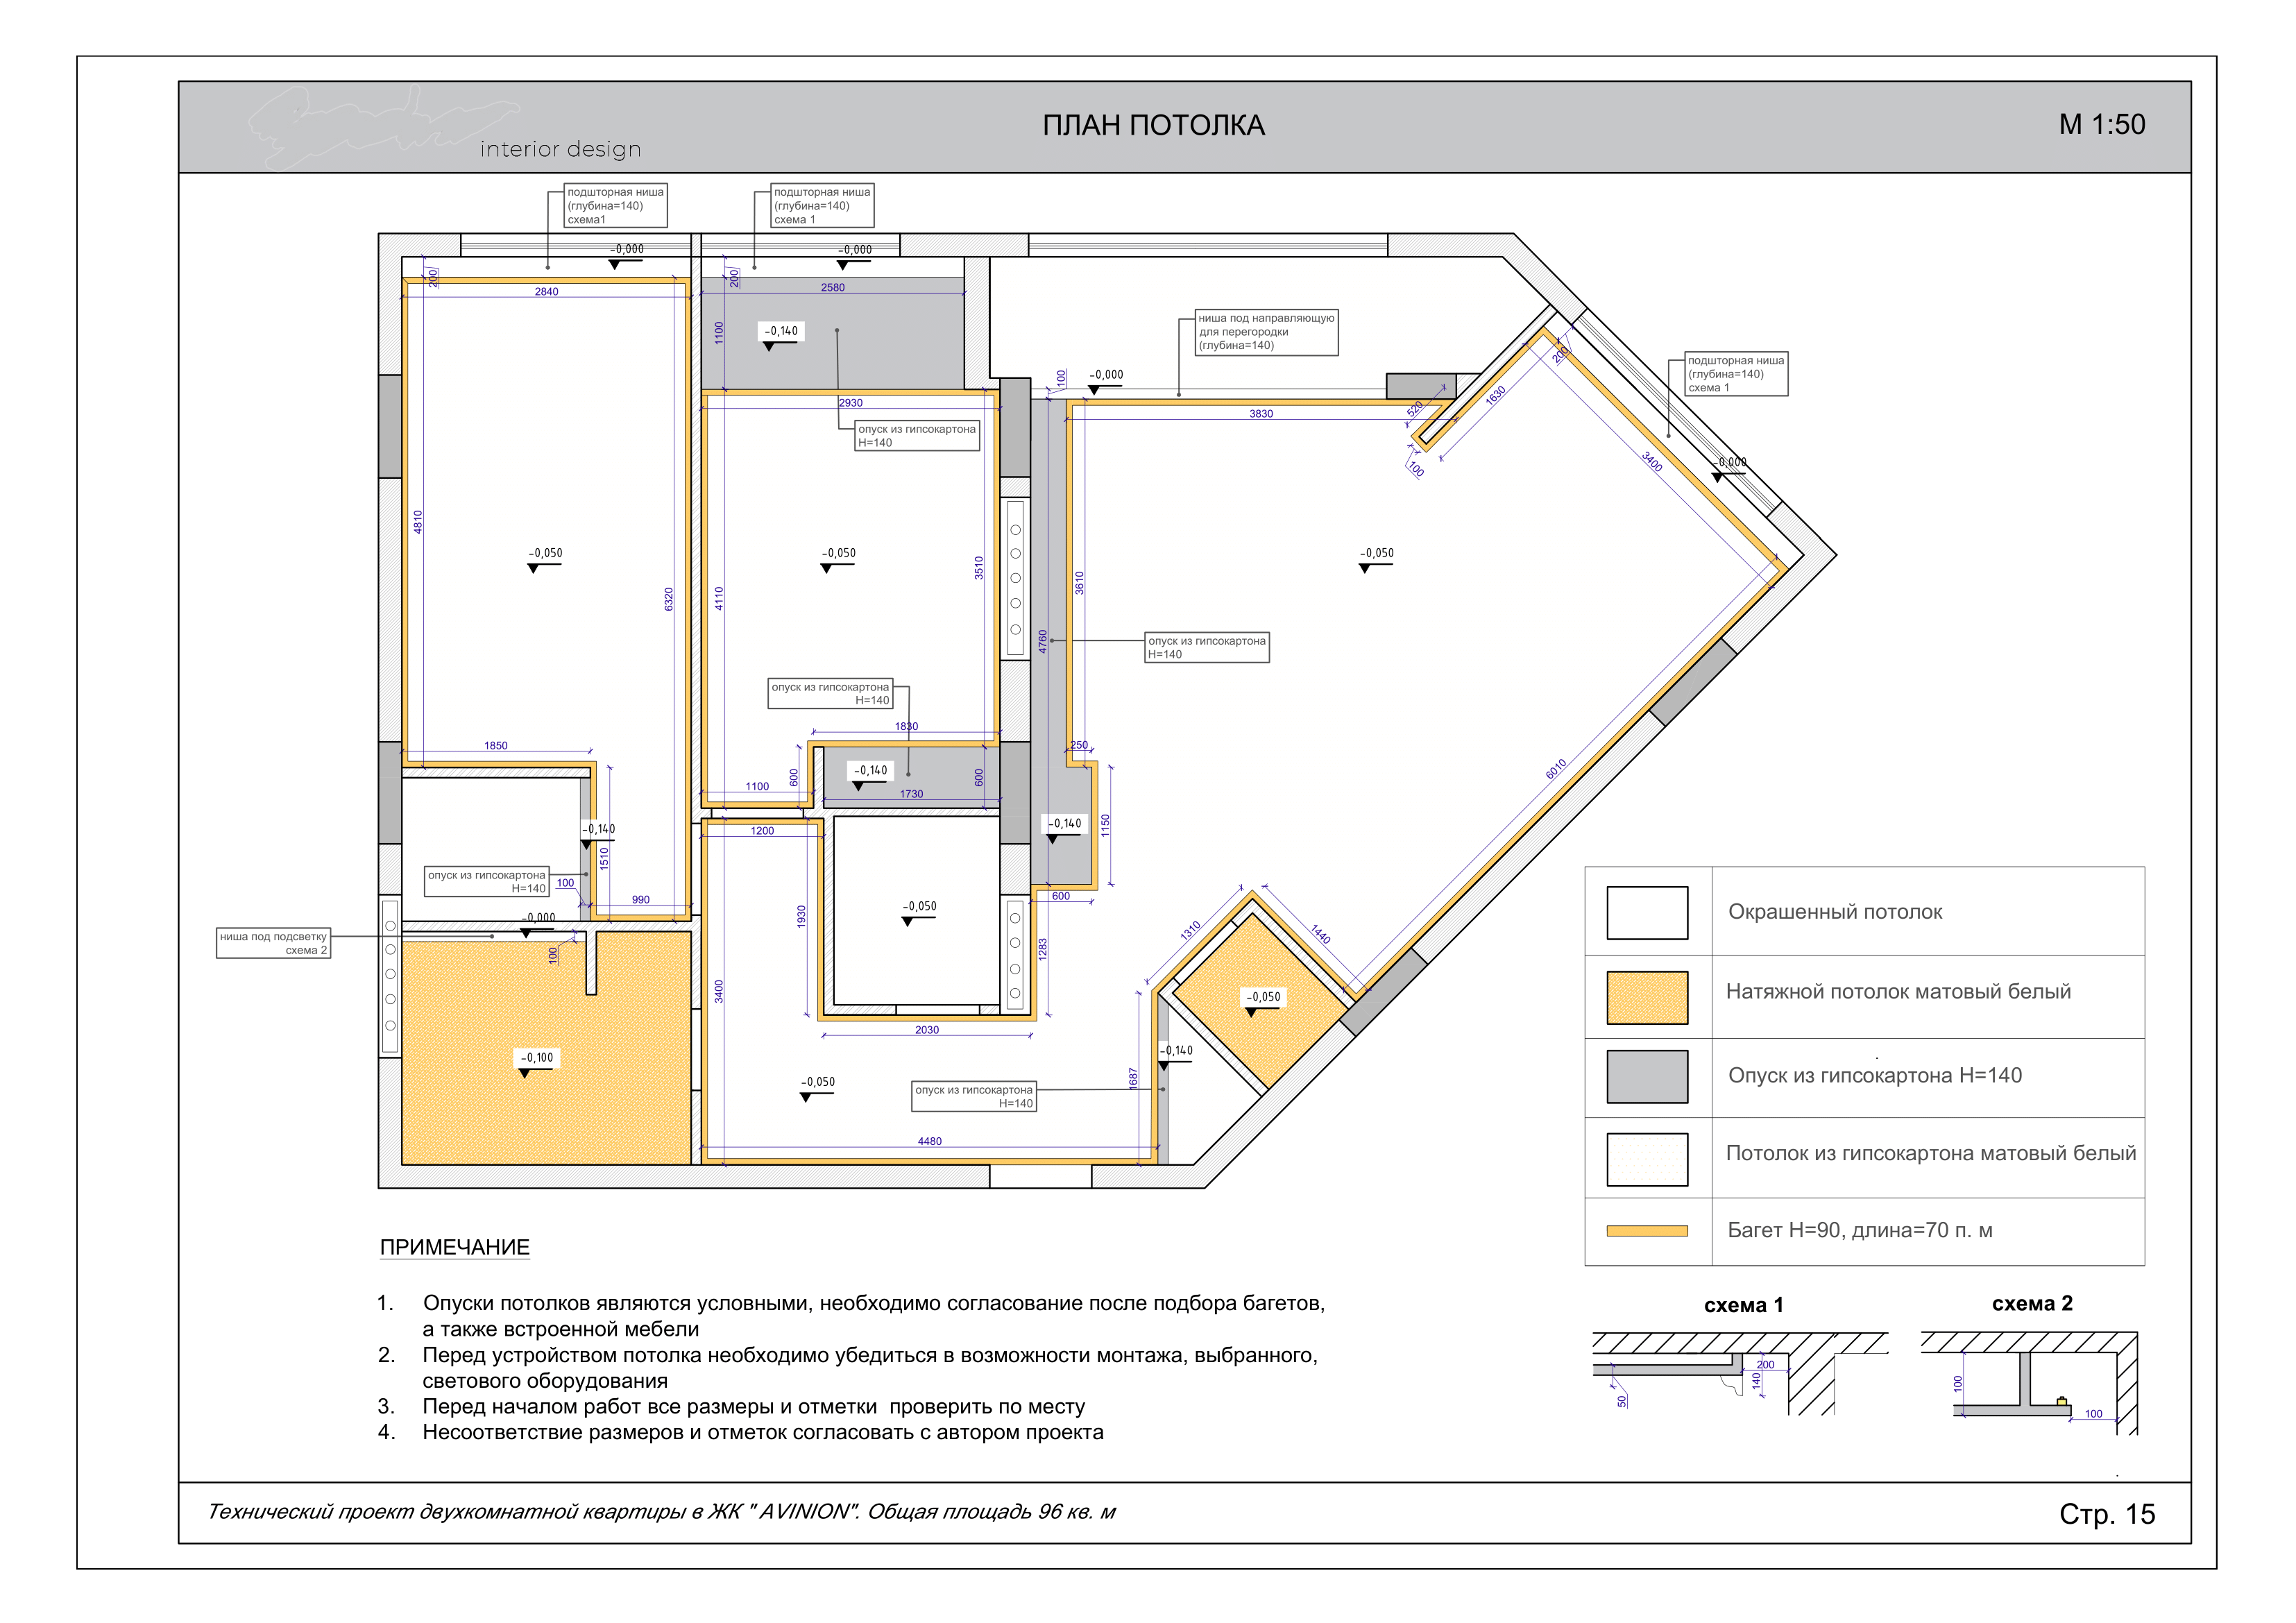 interior design
ПЛАН ПОТОЛКА
М 1:50
подшторная ниша
(глубина=140)
схема1
подшторная ниша
(глубина=140)
схема 1
-0,000
-0,000
200
2840
200
2580
1100
-0,140
ниша под направляющую
для перегородки
(глубина=140)
подшторная ниша
(глубина=140)
схема 1
200
100
-0,000
2930
опуск из гипсокартона
Н=140
3830
520
1630
100
3400
-0,000
4810
-0,050
-0,050
-0,050
3510
3610
6320
4110
4760
опуск из гипсокартона
Н=140
опуск из гипсокартона
Н=140
1830
1850
250
-0,140
600
600
1100
1730
6010
-0,140
1200
-0,140
1150
1510
опуск из гипсокартона
Н=140
100
990
600
-0,050
1930
-0,000
ниша под подсветку
схема 2
100
1283
1310
1440
3400
-0,050
2030
-0,100
-0,140
-0,050
1687
опуск из гипсокартона
Н=140
4480
Окрашенный потолок
Натяжной потолок матовый белый
Опуск из гипсокартона Н=140
Потолок из гипсокартона матовый белый
Багет Н=90, длина=70 п. м
ПРИМЕЧАНИЕ
1. Опуски потолков являются условными, необходимо согласование после подбора багетов,
а также встроенной мебели
2. Перед устройством потолка необходимо убедиться в возможности монтажа, выбранного,
светового оборудования
3. Перед началом работ все размеры и отметки проверить по месту
4. Несоответствие размеров и отметок согласовать с автором проекта
схема 1
200
140
50
схема 2
100
100
Технический проект двухкомнатной квартиры в ЖК " AVINION". Общая площадь 96 кв. м
Стр. 15